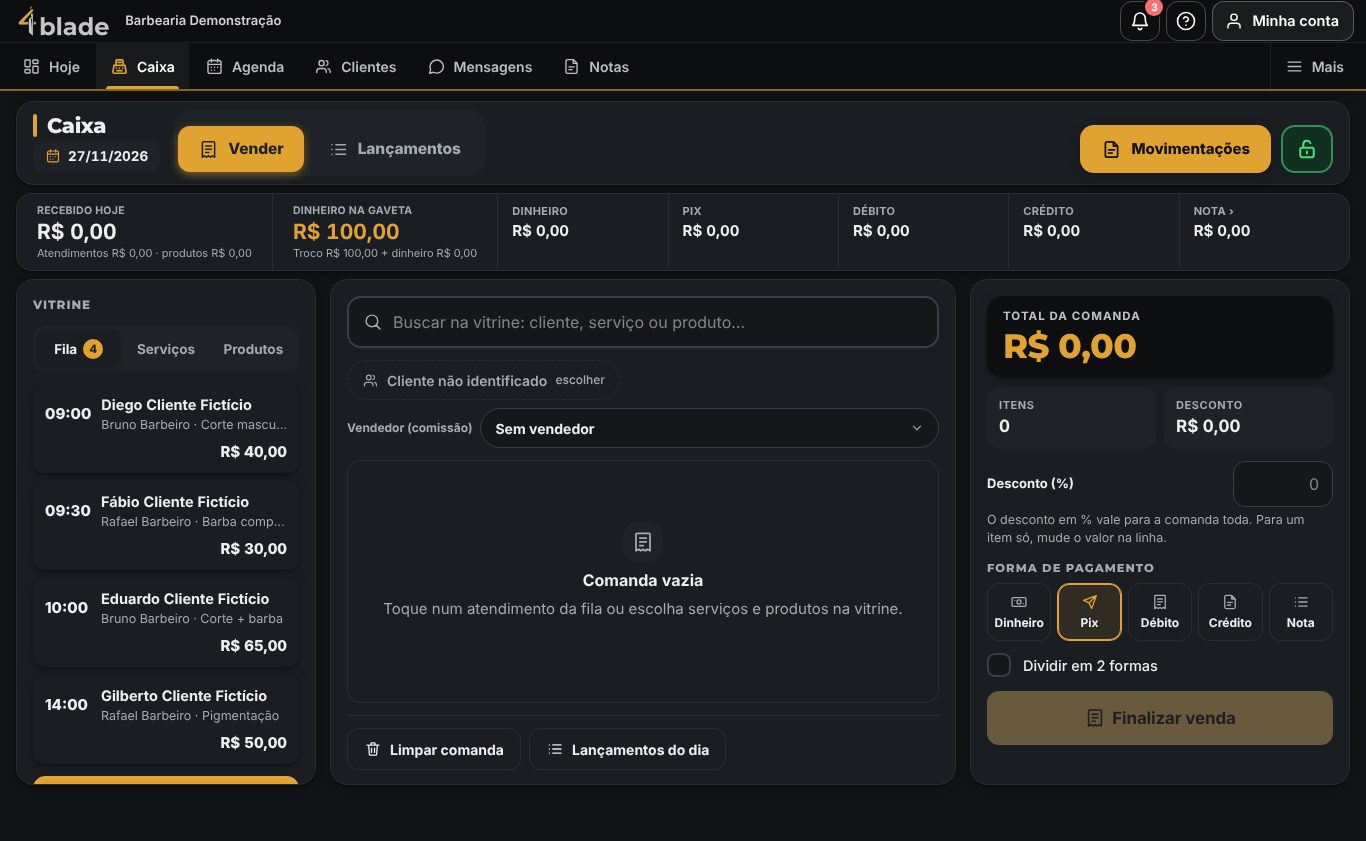 4blade
Barbearia Demonstração
3
Minha conta
Hoje
Caixa
Agenda
Clientes
Mensagens
Notas
Mais
Caixa
27/11/2026
Vender
Lançamentos
Movimentações
RECEBIDO HOJE
R$ 0,00
Atendimentos R$ 0,00 · produtos R$ 0,00
DINHEIRO NA GAVETA
R$ 100,00
Troco R$ 100,00 + dinheiro R$ 0,00
DINHEIRO
R$ 0,00
PIX
R$ 0,00
DÉBITO
R$ 0,00
CRÉDITO
R$ 0,00
NOTA ›
R$ 0,00
VITRINE
Fila 4
Serviços
Produtos
09:00
Diego Cliente Fictício
Bruno Barbeiro · Corte mascu...
R$ 40,00
09:30
Fábio Cliente Fictício
Rafael Barbeiro · Barba comp...
R$ 30,00
10:00
Eduardo Cliente Fictício
Bruno Barbeiro · Corte + barba
R$ 65,00
14:00
Gilberto Cliente Fictício
Rafael Barbeiro · Pigmentação
R$ 50,00
Buscar na vitrine: cliente, serviço ou produto...
Cliente não identificado escolher
Vendedor (comissão)
Sem vendedor
Comanda vazia
Toque num atendimento da fila ou escolha serviços e produtos na vitrine.
Limpar comanda
Lançamentos do dia
TOTAL DA COMANDA
R$ 0,00
ITENS
0
DESCONTO
R$ 0,00
Desconto (%)
0
O desconto em % vale para a comanda toda. Para um
item só, mude o valor na linha.
FORMA DE PAGAMENTO
Dinheiro
Pix
Débito
Crédito
Nota
Dividir em 2 formas
Finalizar venda